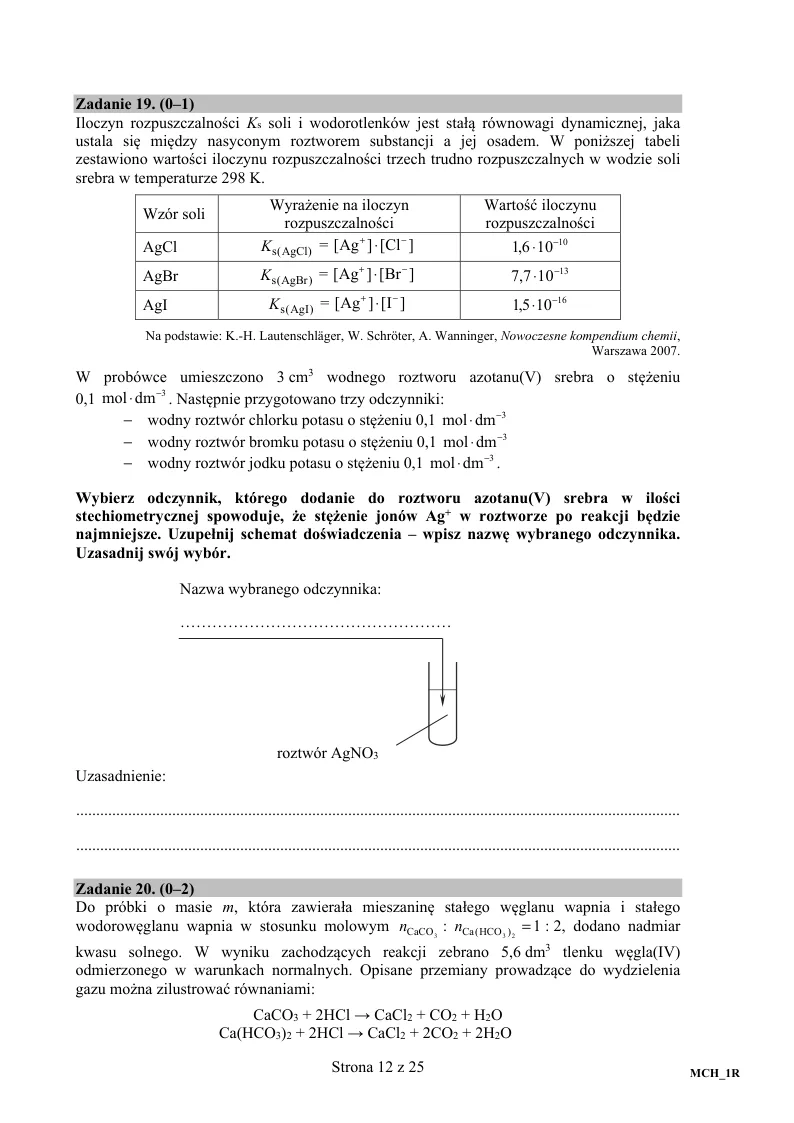 Zadanie 19. (0–1)
Iloczyn rozpuszczalności Ks soli i wodorotlenków jest stałą równowagi dynamicznej, jaka
ustala się między nasyconym roztworem substancji a jej osadem. W poniższej tabeli
zestawiono wartości iloczynu rozpuszczalności trzech trudno rozpuszczalnych w wodzie soli
srebra w temperaturze 298 K.
Wzór soli
Wyrażenie na iloczyn
rozpuszczalności
Wartość iloczynu
rozpuszczalności
AgCl
Ks(AgCl) = [Ag⁺]·[Cl⁻]
1,6·10⁻¹⁰
AgBr
Ks(AgBr) = [Ag⁺]·[Br⁻]
7,7·10⁻¹³
AgI
Ks(AgI) = [Ag⁺]·[I⁻]
1,5·10⁻¹⁶
Na podstawie: K.-H. Lautenschläger, W. Schröter, A. Wanninger, Nowoczesne kompendium chemii,
Warszawa 2007.
W probówce umieszczono 3 cm³ wodnego roztworu azotanu(V) srebra o stężeniu
0,1 mol·dm⁻³. Następnie przygotowano trzy odczynniki:
– wodny roztwór chlorku potasu o stężeniu 0,1 mol·dm⁻³
– wodny roztwór bromku potasu o stężeniu 0,1 mol·dm⁻³
– wodny roztwór jodku potasu o stężeniu 0,1 mol·dm⁻³.
Wybierz odczynnik, którego dodanie do roztworu azotanu(V) srebra w ilości
stechiometrycznej spowoduje, że stężenie jonów Ag⁺ w roztworze po reakcji będzie
najmniejsze. Uzupełnij schemat doświadczenia – wpisz nazwę wybranego odczynnika.
Uzasadnij swój wybór.
Nazwa wybranego odczynnika:
...................................................
roztwór AgNO₃
Uzasadnienie:
.......................................................................................................................................................
.......................................................................................................................................................
Zadanie 20. (0–2)
Do próbki o masie m, która zawierała mieszaninę stałego węglanu wapnia i stałego
wodorowęglanu wapnia w stosunku molowym nCaCO₃ : nCa(HCO₃)₂ = 1 : 2, dodano nadmiar
kwasu solnego. W wyniku zachodzących reakcji zebrano 5,6 dm³ tlenku węgla(IV)
odmierzonego w warunkach normalnych. Opisane przemiany prowadzące do wydzielenia
gazu można zilustrować równaniami:
CaCO₃ + 2HCl → CaCl₂ + CO₂ + H₂O
Ca(HCO₃)₂ + 2HCl → CaCl₂ + 2CO₂ + 2H₂O
Strona 12 z 25
MCH_1R